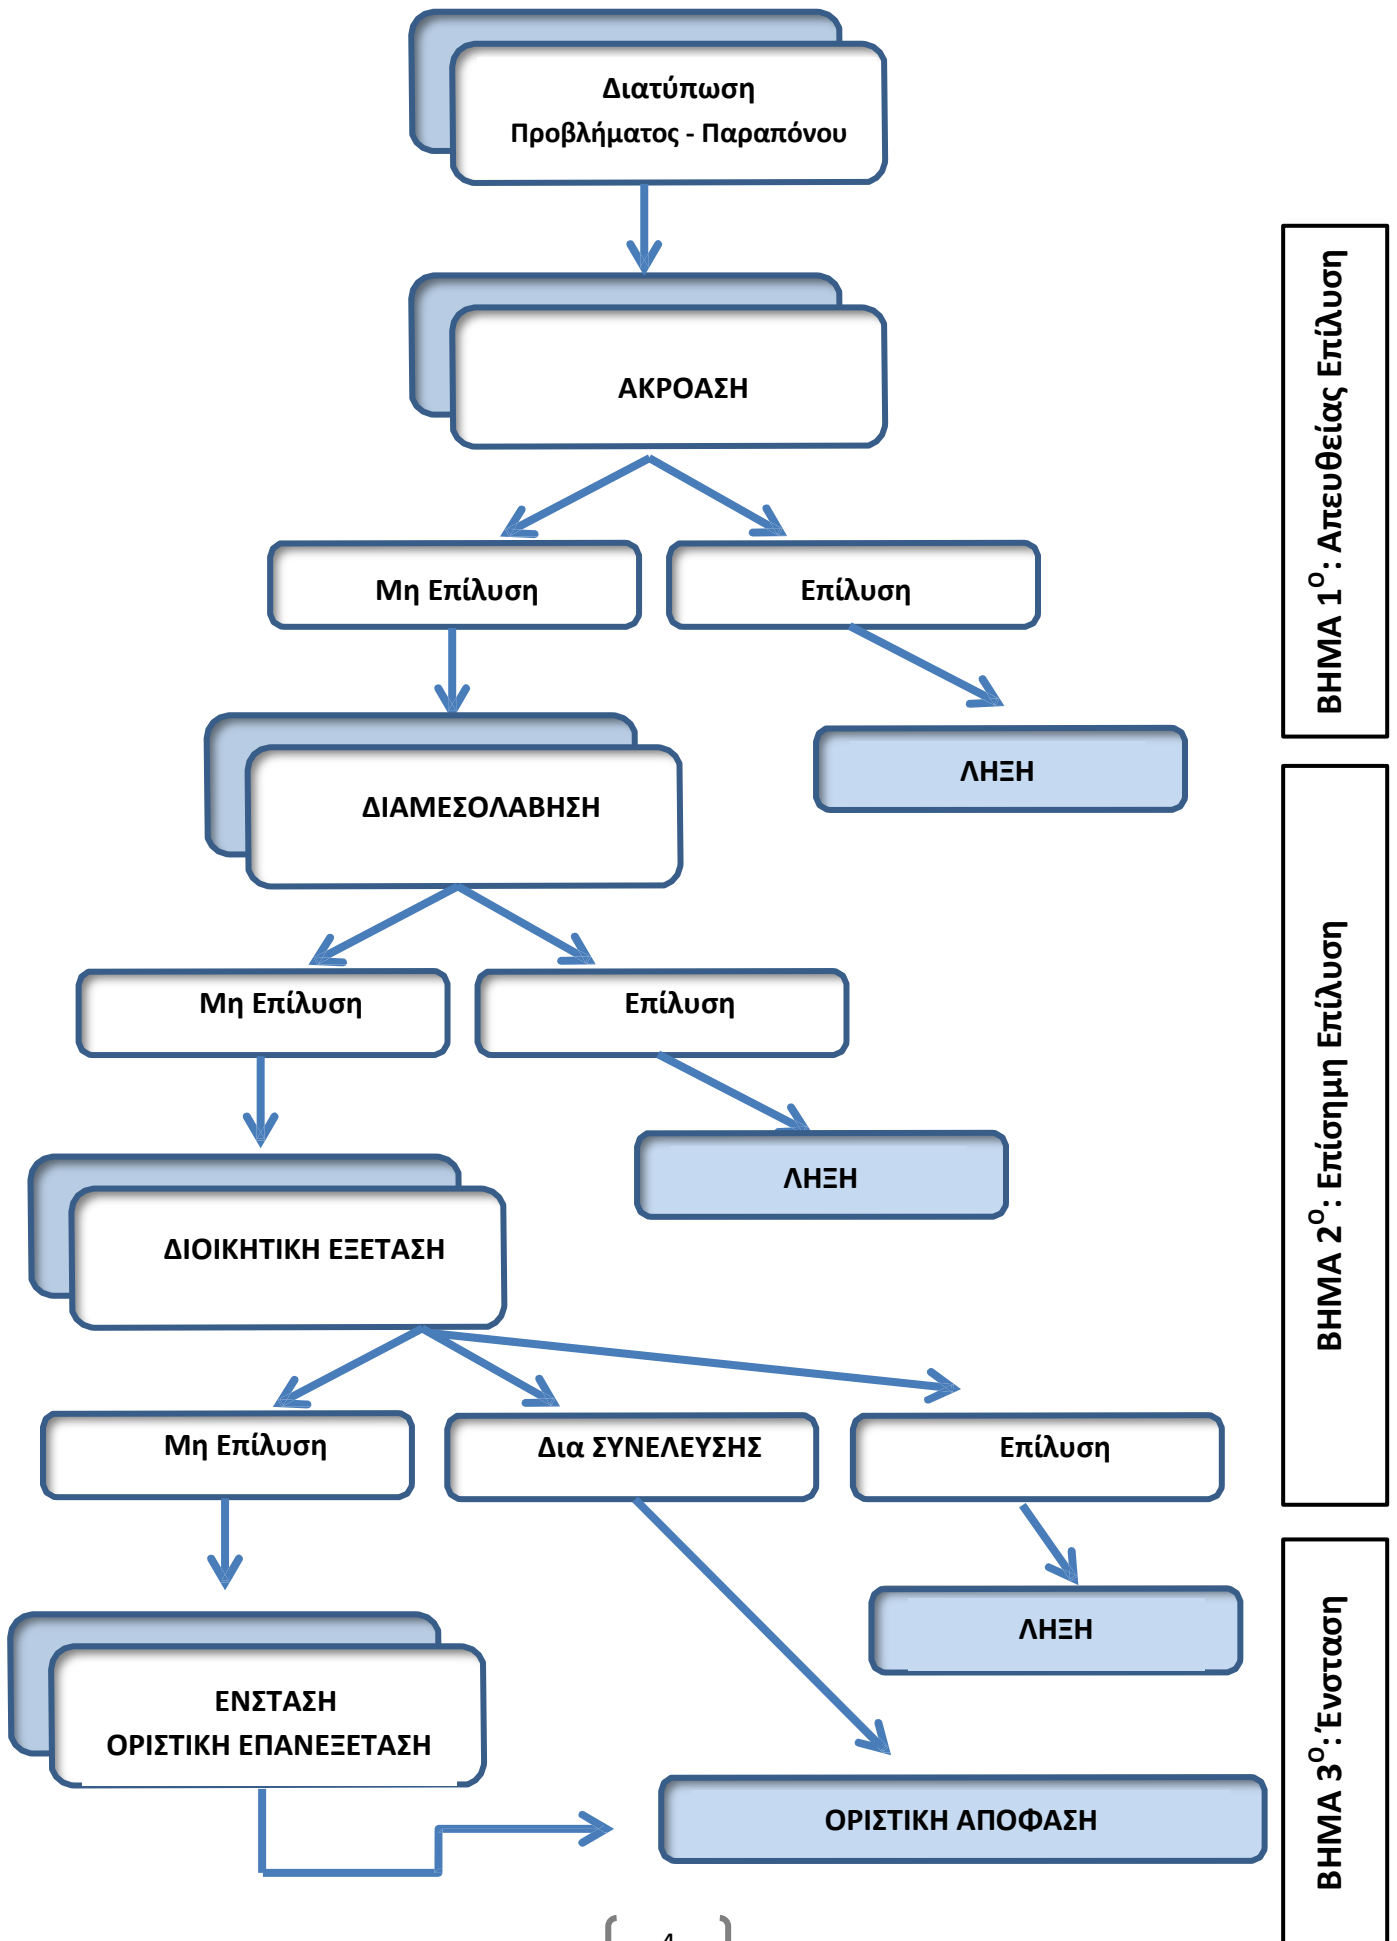 Διατύπωση
Προβλήματος - Παραπόνου
ΑΚΡΟΑΣΗ
Μη Επίλυση
Επίλυση
ΛΗΞΗ
ΒΗΜΑ 1Ο: Απευθείας Επίλυση
ΔΙΑΜΕΣΟΛΑΒΗΣΗ
Μη Επίλυση
Επίλυση
ΛΗΞΗ
ΔΙΟΙΚΗΤΙΚΗ ΕΞΕΤΑΣΗ
Μη Επίλυση
Δια ΣΥΝΕΛΕΥΣΗΣ
Επίλυση
ΛΗΞΗ
ΒΗΜΑ 2Ο: Επίσημη Επίλυση
ΕΝΣΤΑΣΗ
ΟΡΙΣΤΙΚΗ ΕΠΑΝΕΞΕΤΑΣΗ
ΟΡΙΣΤΙΚΗ ΑΠΟΦΑΣΗ
ΒΗΜΑ 3Ο: Ένσταση
4